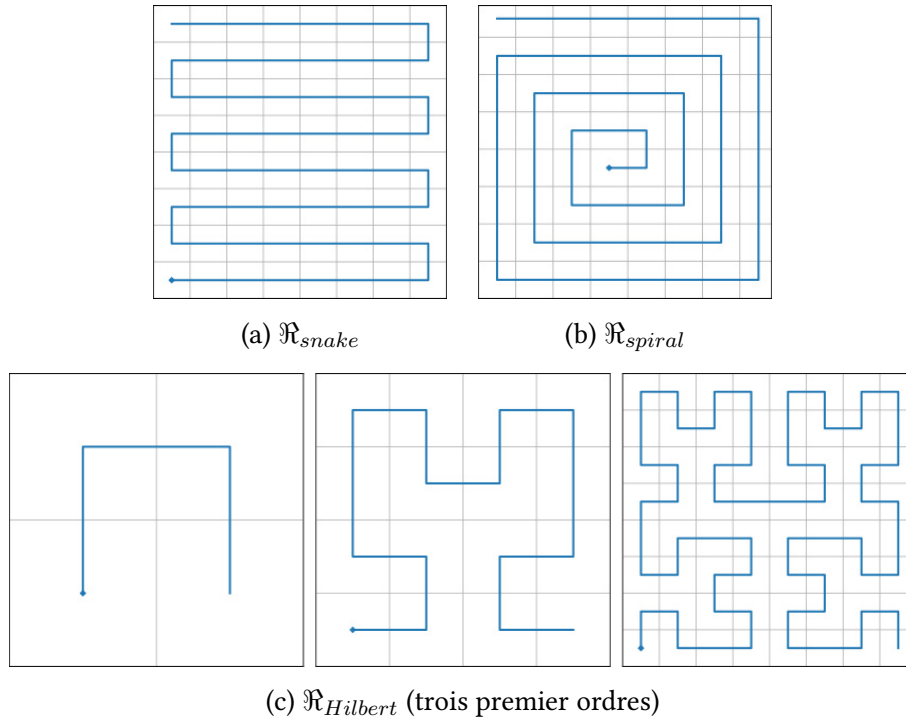 (a) ℜ_snake
(b) ℜ_spiral
(c) ℜ_Hilbert (trois premier ordres)